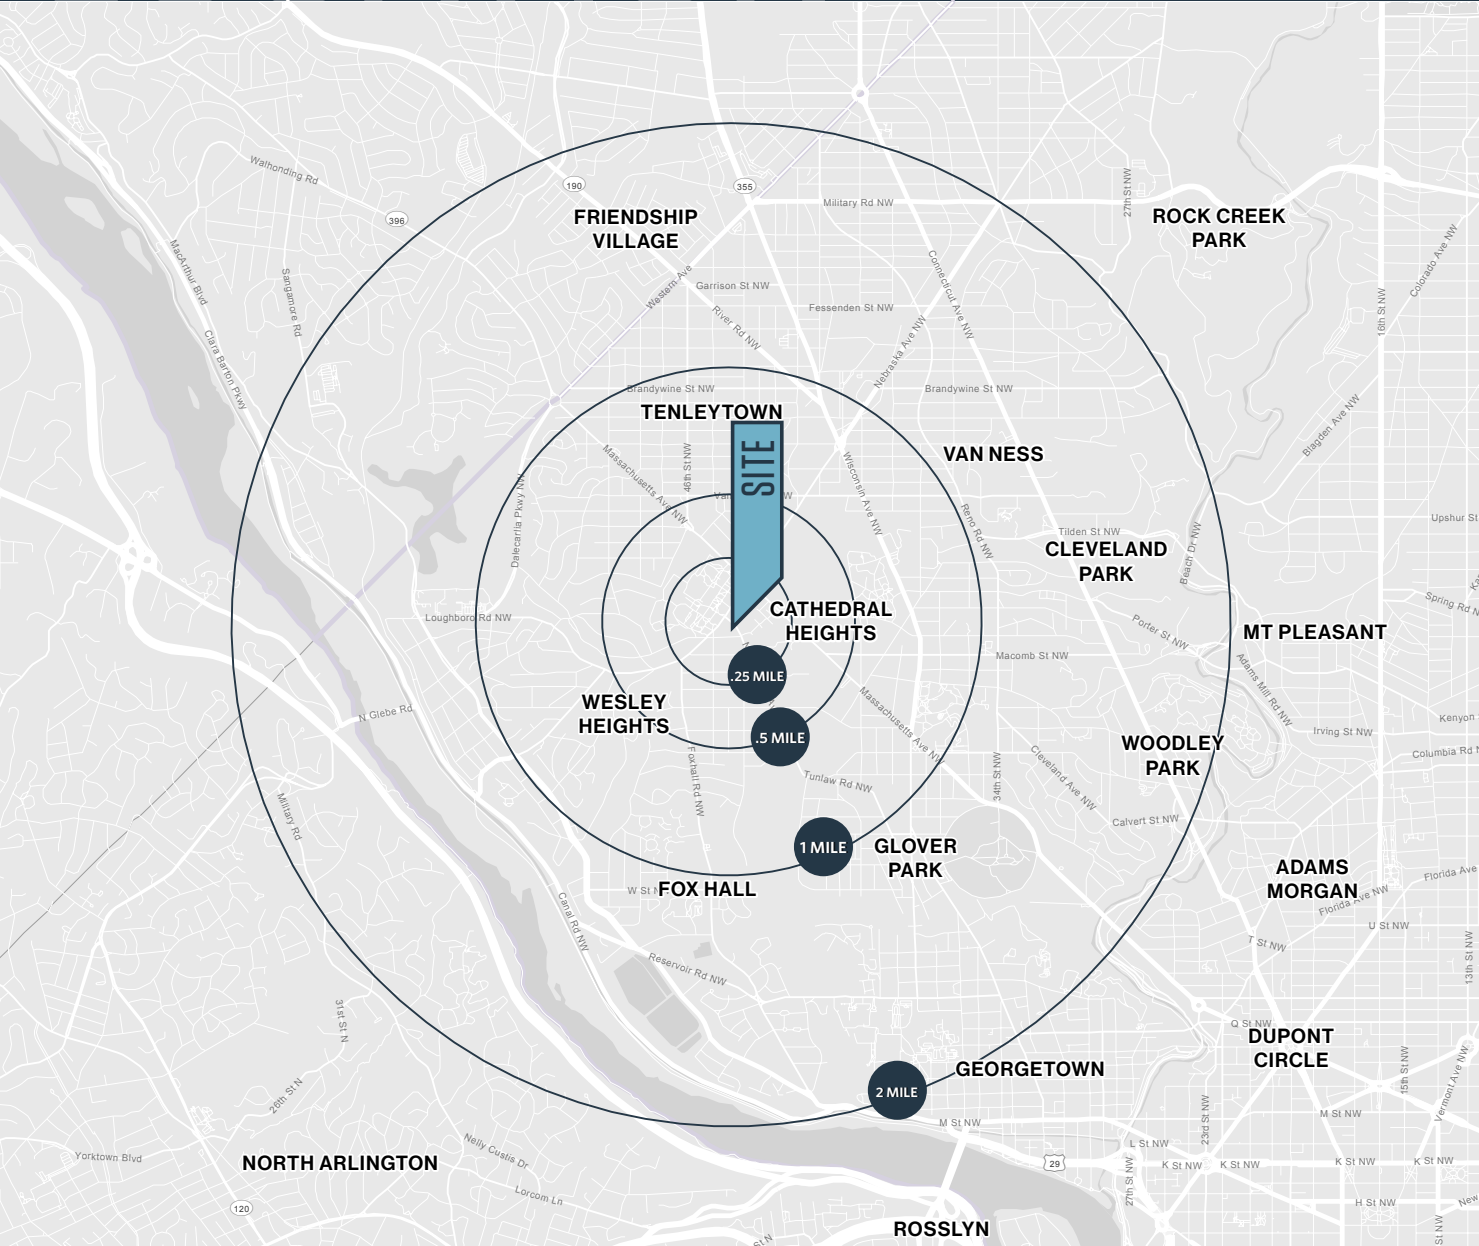 Walhonding Rd
190
355
396
Military Rd NW
27th St NW
FRIENDSHIP
VILLAGE
ROCK CREEK
PARK
MacArthur Blvd
Sangamore Rd
Western Ave
Garrison St NW
Connecticut Ave NW
Colorado Ave NW
Fessenden St NW
River Rd NW
16th St NW
Clara Barton Pkwy
Nebraska Ave NW
Brandywine St NW
Brandywine St NW
TENLEYTOWN
Blagden Ave NW
SITE
VAN NESS
46th St NW
Massachusetts Ave NW
Wisconsin Ave NW
Van
W
Dalecarlia Pkwy NW
Reno Rd NW
Upshur St
Tilden St NW
CLEVELAND
PARK
Beach Dr NW
Spring Rd N
CATHEDRAL
HEIGHTS
Loughboro Rd NW
Porter St NW
MT PLEASANT
Macomb St NW
Adams Mill Rd NW
.25 MILE
WESLEY
HEIGHTS
N Glebe Rd
Massachusetts Ave NW
Kenyon
Irving St NW
.5 MILE
WOODLEY
PARK
Columbia Rd N
Foxhall Rd NW
Tunlaw Rd NW
34th St NW
Cleveland Ave NW
Military Rd
Calvert St NW
1 MILE
GLOVER
PARK
ADAMS
MORGAN
Florida Ave
W St N
FOX HALL
Florida Ave NW
Canal Rd NW
U St NW
T St NW
13th St NW
Reservoir Rd NW
31st St N
Q St NW
DUPONT
CIRCLE
GEORGETOWN
15th St NW
Vermont Ave NW
2 MILE
26th St N
M St NW
M St NW
23rd St NW
Nelly Custis Dr
L St NW
Yorktown Blvd
NORTH ARLINGTON
29
K St NW
K St NW
K St NW
K St NW
27th St NW
Lorcom Ln
120
H St NW
New
ROSSLYN
St N
St NW